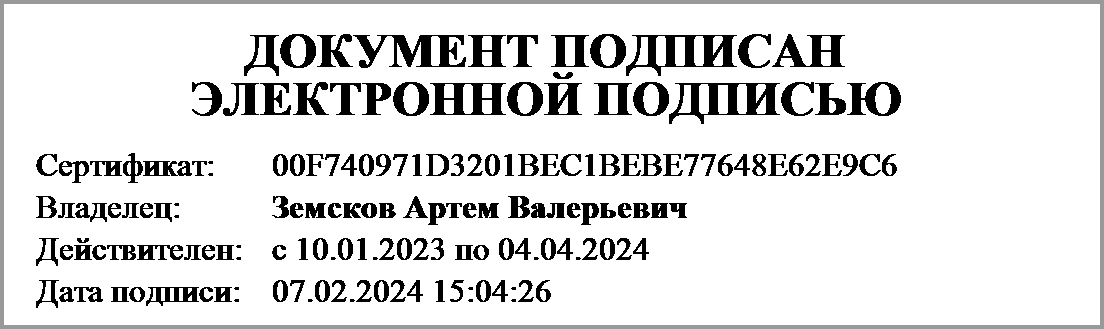 ДОКУМЕНТ ПОДПИСАН
ЭЛЕКТРОННОЙ ПОДПИСЬЮ
Сертификат: 00F740971D3201BEC1BEBE77648E62E9C6
Владелец: Земсков Артем Валерьевич
Действителен: с 10.01.2023 по 04.04.2024
Дата подписи: 07.02.2024 15:04:26